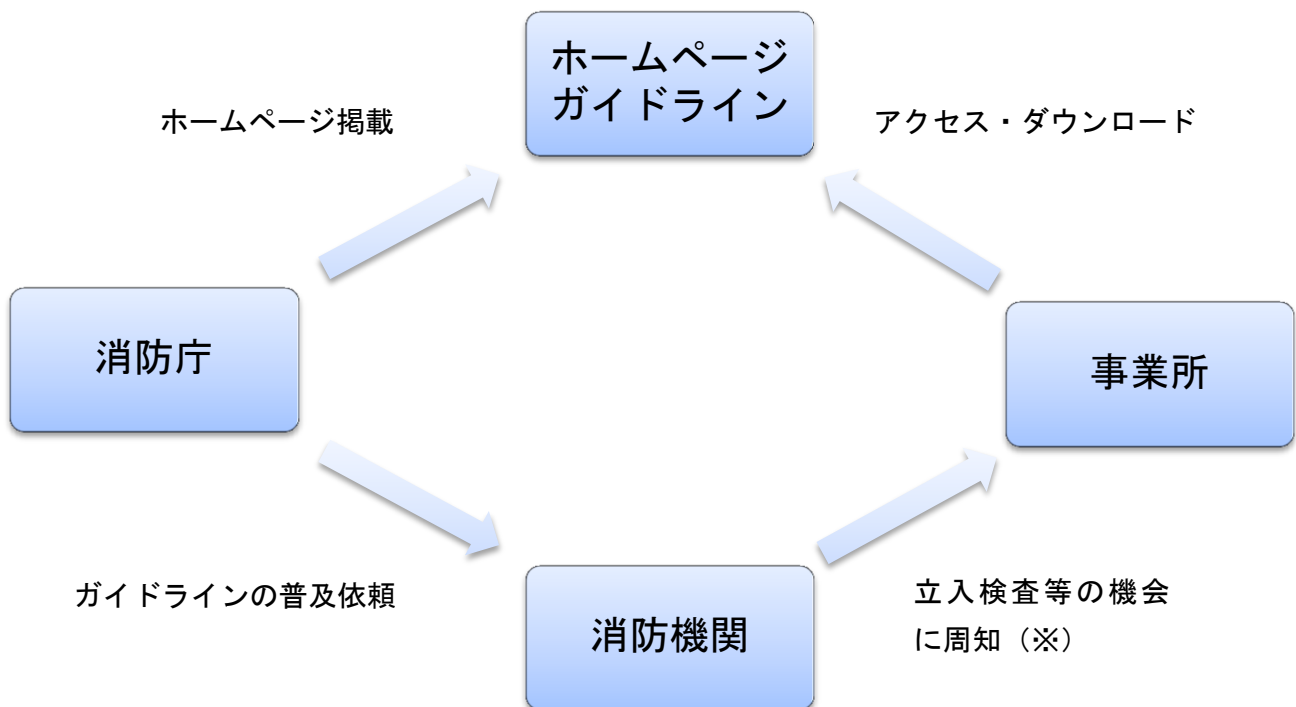 ホームページ
ガイドライン
ホームページ掲載
アクセス・ダウンロード
消防庁
事業所
ガイドラインの普及依頼
消防機関
立入検査等の機会
に周知（※）